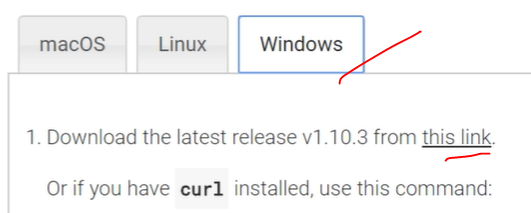 macOS Linux Windows
1. Download the latest release v1.10.3 from this link.
Or if you have curl installed, use this command: